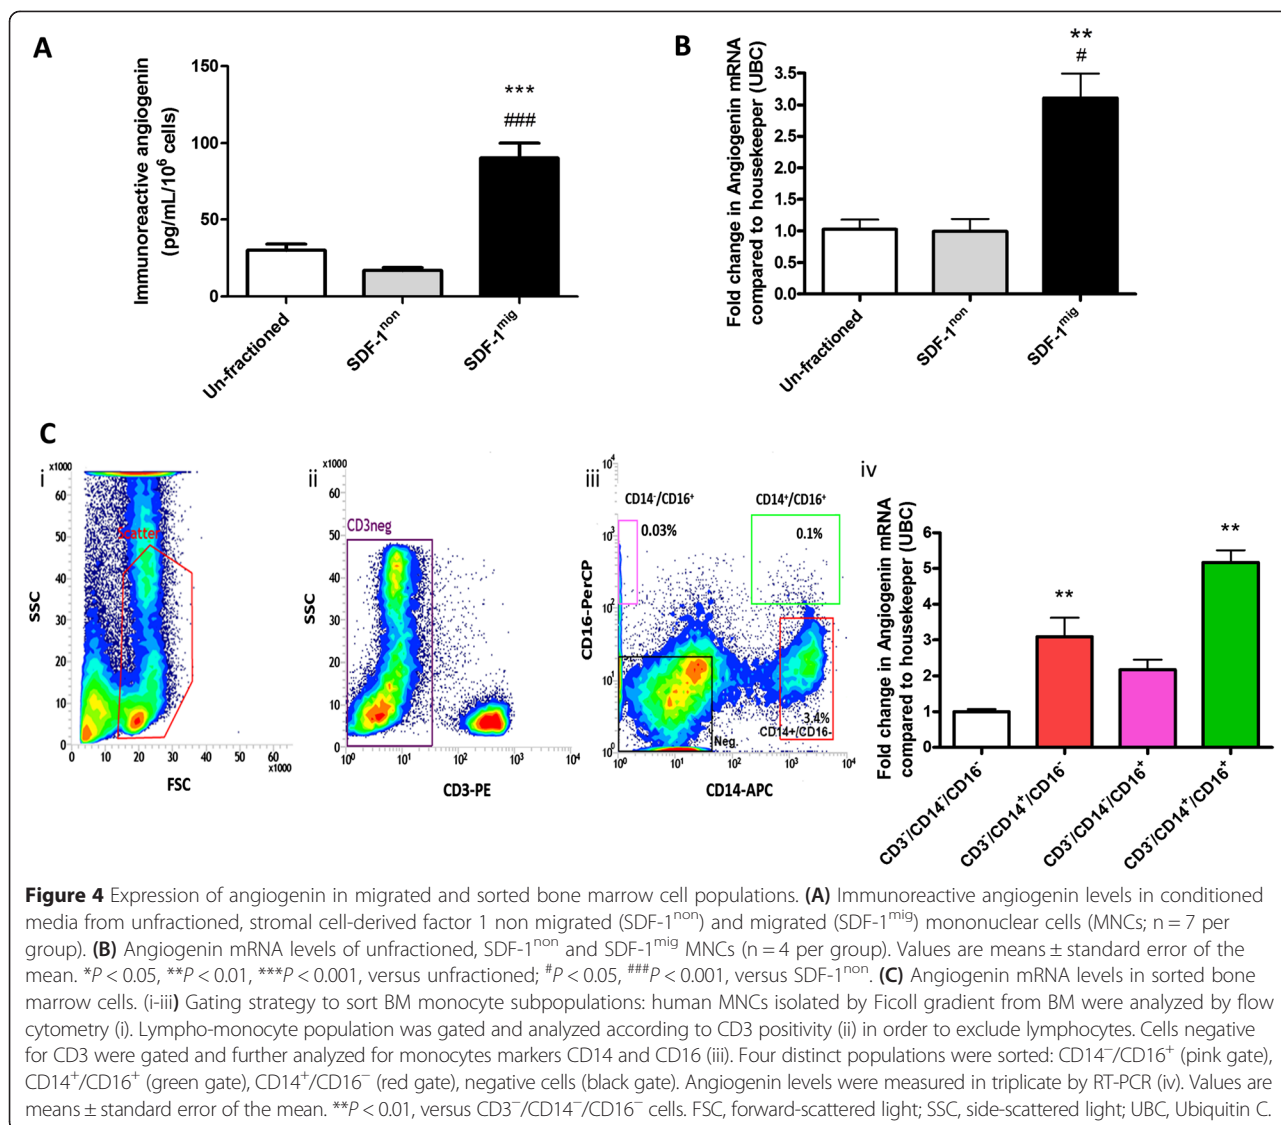 A
Immunoreactive angiogenin
(pg/mL/10⁶ cells)
150
100
50
0
***
###
Un-fractioned
SDF-1ⁿᵒⁿ
SDF-1ᵐⁱᵍ
B
Fold change in Angiogenin mRNA
compared to housekeeper (UBC)
3.5
3.0
2.5
2.0
1.5
1.0
0.5
0.0
**
#
Un-fractioned
SDF-1ⁿᵒⁿ
SDF-1ᵐⁱᵍ
C
i
x1000
60
50
40
30
20
10
0
SSC
Scatter
0 10 20 30 40 50 60
x1000
FSC
ii
x1000
60
50
40
30
20
10
0
SSC
CD3neg
10⁰ 10¹ 10² 10³ 10⁴
CD3-PE
iii
10⁴
10³
10²
10¹
10⁰
CD16-PerCP
CD14⁻/CD16⁺
0.03%
CD14⁺/CD16⁺
0.1%
3.4%
CD14+/CD16-
Neg.
10⁰ 10¹ 10² 10³ 10⁴
CD14-APC
iv
Fold change in Angiogenin mRNA
compared to housekeeper (UBC)
6
5
4
3
2
1
0
**
**
CD3⁻/CD14⁻/CD16⁻
CD3⁻/CD14⁺/CD16⁻
CD3⁻/CD14⁻/CD16⁺
CD3⁻/CD14⁺/CD16⁺
Figure 4 Expression of angiogenin in migrated and sorted bone marrow cell populations. (A) Immunoreactive angiogenin levels in conditioned
media from unfractioned, stromal cell-derived factor 1 non migrated (SDF-1ⁿᵒⁿ) and migrated (SDF-1ᵐⁱᵍ) mononuclear cells (MNCs; n = 7 per
group). (B) Angiogenin mRNA levels of unfractioned, SDF-1ⁿᵒⁿ and SDF-1ᵐⁱᵍ MNCs (n = 4 per group). Values are means ± standard error of the
mean. *P < 0.05, **P < 0.01, ***P < 0.001, versus unfractioned; #P < 0.05, ###P < 0.001, versus SDF-1ⁿᵒⁿ. (C) Angiogenin mRNA levels in sorted bone
marrow cells. (i-iii) Gating strategy to sort BM monocyte subpopulations: human MNCs isolated by Ficoll gradient from BM were analyzed by flow
cytometry (i). Lympho-monocyte population was gated and analyzed according to CD3 positivity (ii) in order to exclude lymphocytes. Cells negative
for CD3 were gated and further analyzed for monocytes markers CD14 and CD16 (iii). Four distinct populations were sorted: CD14⁻/CD16⁺ (pink gate),
CD14⁺/CD16⁺ (green gate), CD14⁺/CD16⁻ (red gate), negative cells (black gate). Angiogenin levels were measured in triplicate by RT-PCR (iv). Values are
means ± standard error of the mean. **P < 0.01, versus CD3⁻/CD14⁻/CD16⁻ cells. FSC, forward-scattered light; SSC, side-scattered light; UBC, Ubiquitin C.